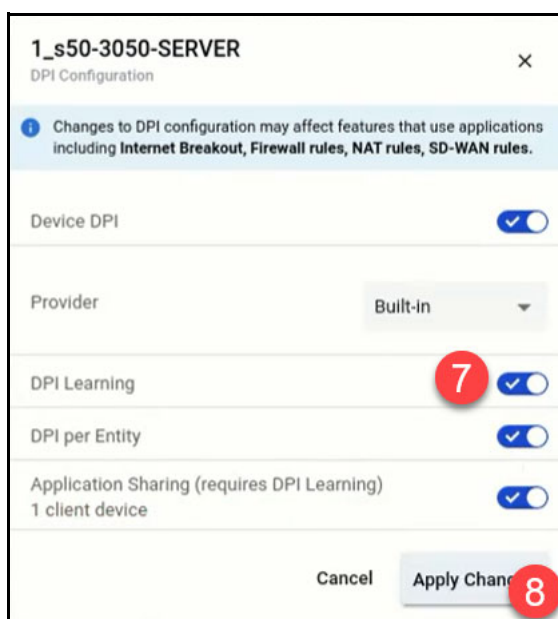 1_s50-3050-SERVER
DPI Configuration
Changes to DPI configuration may affect features that use applications
including Internet Breakout, Firewall rules, NAT rules, SD-WAN rules.
Device DPI
Provider
Built-in
DPI Learning
7
DPI per Entity
Application Sharing (requires DPI Learning)
1 client device
Cancel
Apply Chan
8